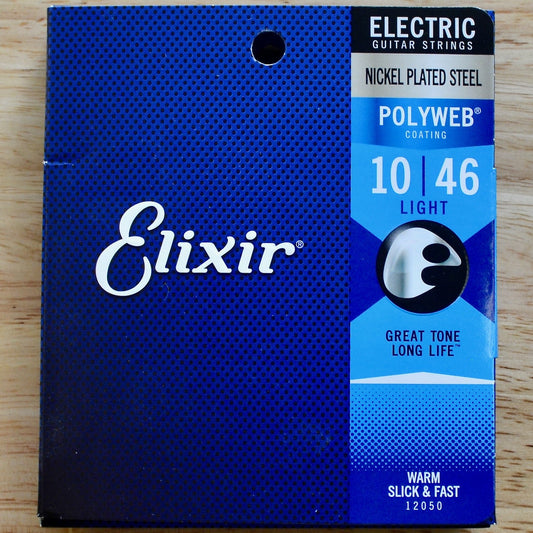 ELECTRIC
GUITAR STRINGS
NICKEL PLATED STEEL
POLYWEB®
COATING
10 | 46
LIGHT
Elixir®
GREAT TONE
LONG LIFE™
WARM
SLICK & FAST
12050